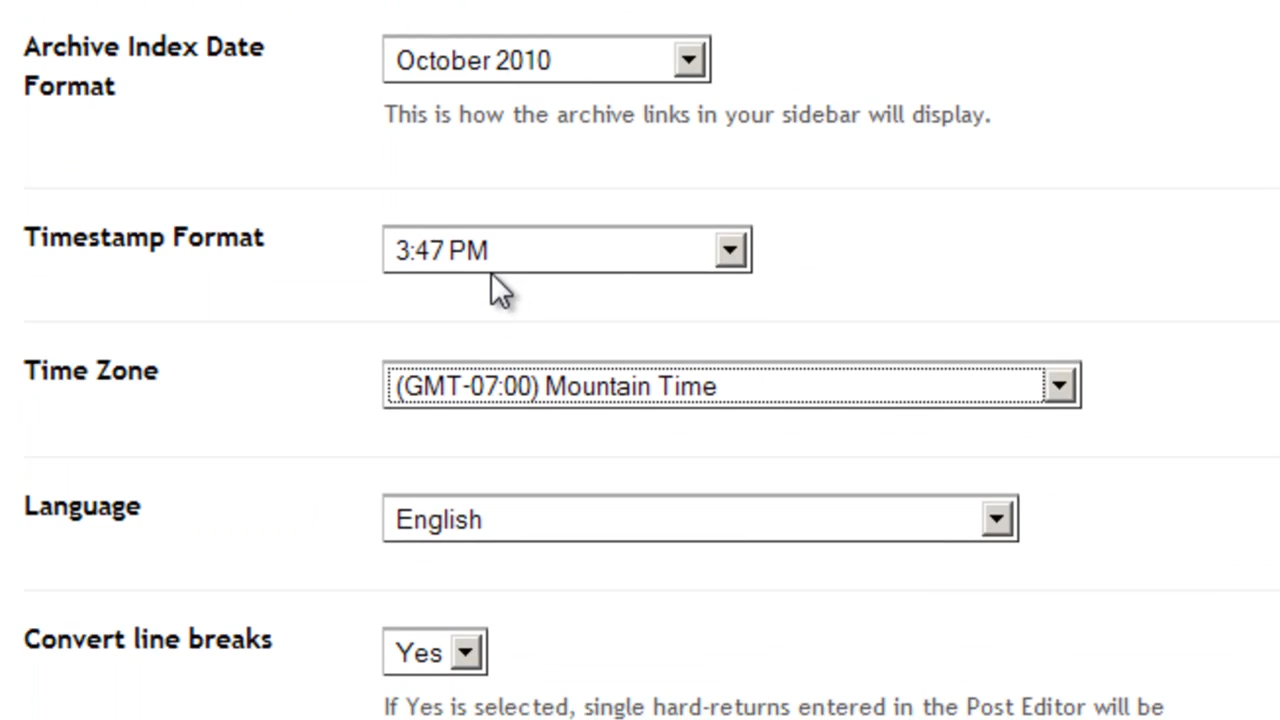 Archive Index Date
Format
October 2010
This is how the archive links in your sidebar will display.
Timestamp Format
3:47 PM
Time Zone
(GMT-07:00) Mountain Time
Language
English
Convert line breaks
Yes
If Yes is selected, single hard-returns entered in the Post Editor will be